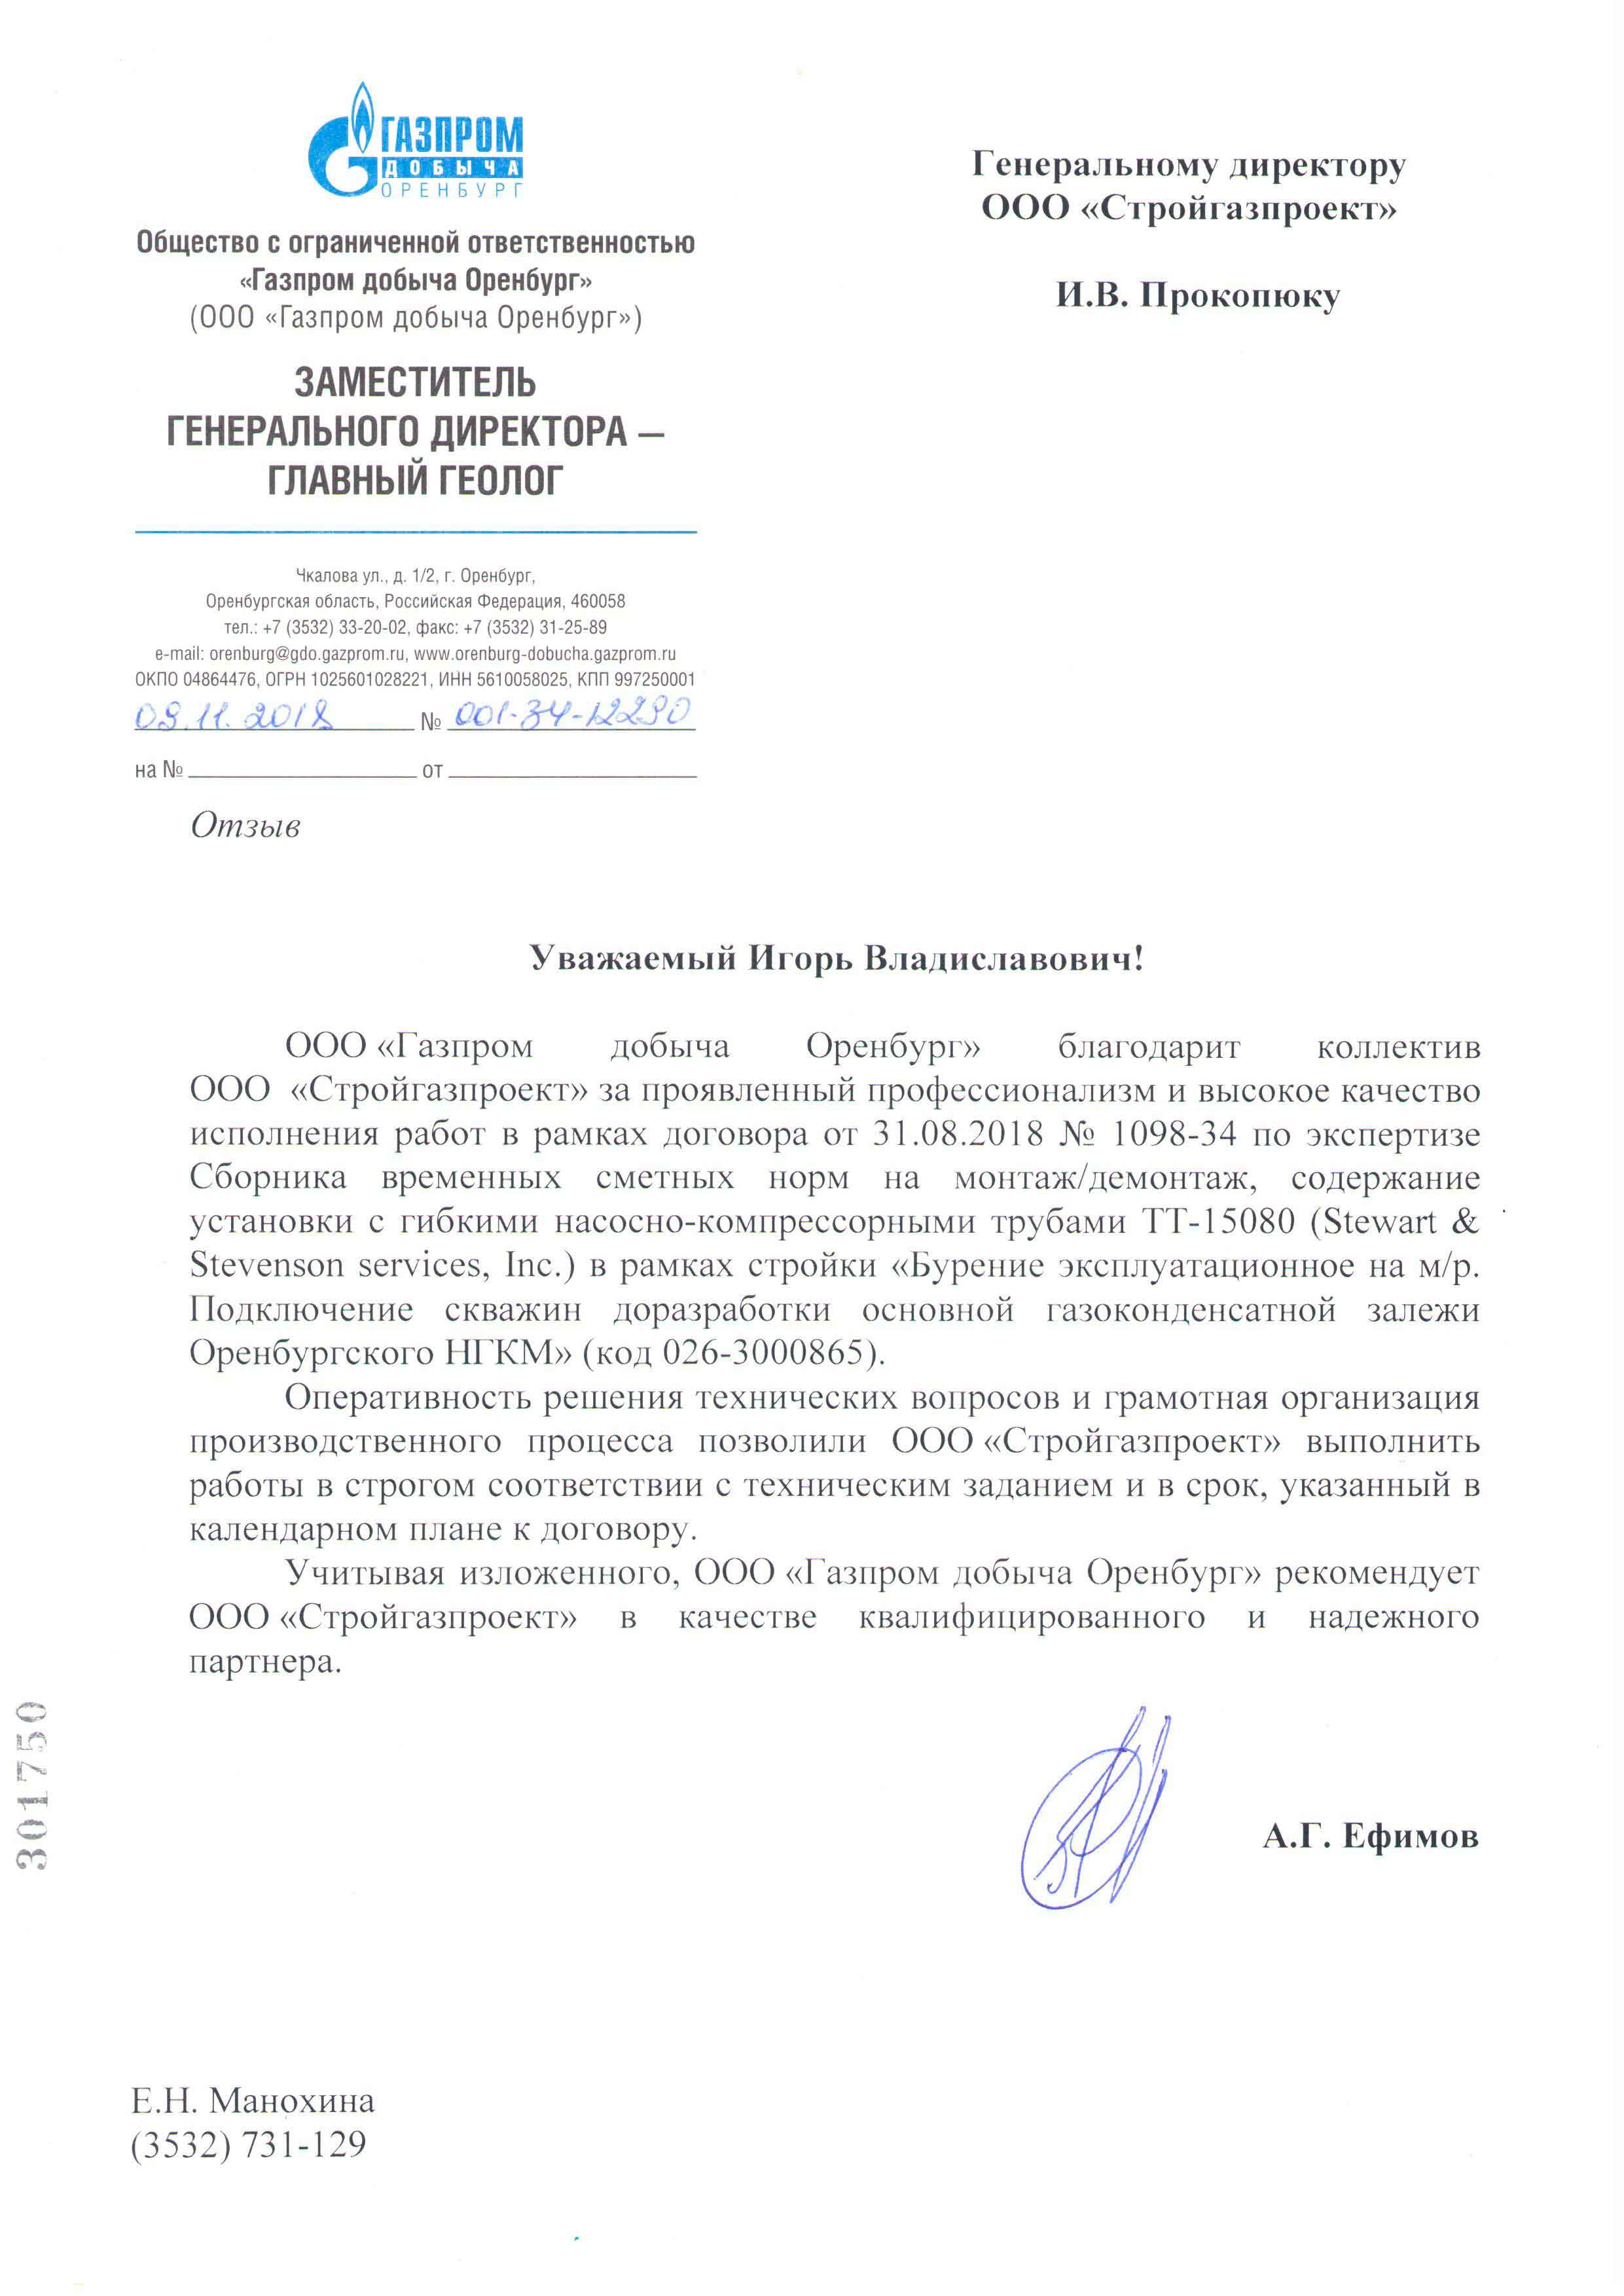 ГАЗПРОМ
ДОБЫЧА
ОРЕНБУРГ
Общество с ограниченной ответственностью
«Газпром добыча Оренбург»
(ООО «Газпром добыча Оренбург»)
ЗАМЕСТИТЕЛЬ
ГЕНЕРАЛЬНОГО ДИРЕКТОРА –
ГЛАВНЫЙ ГЕОЛОГ
Чкалова ул., д. 1/2, г. Оренбург,
Оренбургская область, Российская Федерация, 460058
тел.: +7 (3532) 33-20-02, факс: +7 (3532) 31-25-89
e-mail: orenburg@gdo.gazprom.ru, www.orenburg-dobucha.gazprom.ru
ОКПО 04864476, ОГРН 1025601028221, ИНН 5610058025, КПП 997250001
09.11.2018 № 001-34-12290
на № от
Генеральному директору
ООО «Стройгазпроект»
И.В. Прокопюку
Отзыв
Уважаемый Игорь Владиславович!
ООО «Газпром добыча Оренбург» благодарит коллектив
ООО «Стройгазпроект» за проявленный профессионализм и высокое качество
исполнения работ в рамках договора от 31.08.2018 № 1098-34 по экспертизе
Сборника временных сметных норм на монтаж/демонтаж, содержание
установки с гибкими насосно-компрессорными трубами ТТ-15080 (Stewart &
Stevenson services, Inc.) в рамках стройки «Бурение эксплуатационное на м/р.
Подключение скважин доразработки основной газоконденсатной залежи
Оренбургского НГКМ» (код 026-3000865).
Оперативность решения технических вопросов и грамотная организация
производственного процесса позволили ООО «Стройгазпроект» выполнить
работы в строгом соответствии с техническим заданием и в срок, указанный в
календарном плане к договору.
Учитывая изложенного, ООО «Газпром добыча Оренбург» рекомендует
ООО «Стройгазпроект» в качестве квалифицированного и надежного
партнера.
301750
А.Г. Ефимов
Е.Н. Манохина
(3532) 731-129